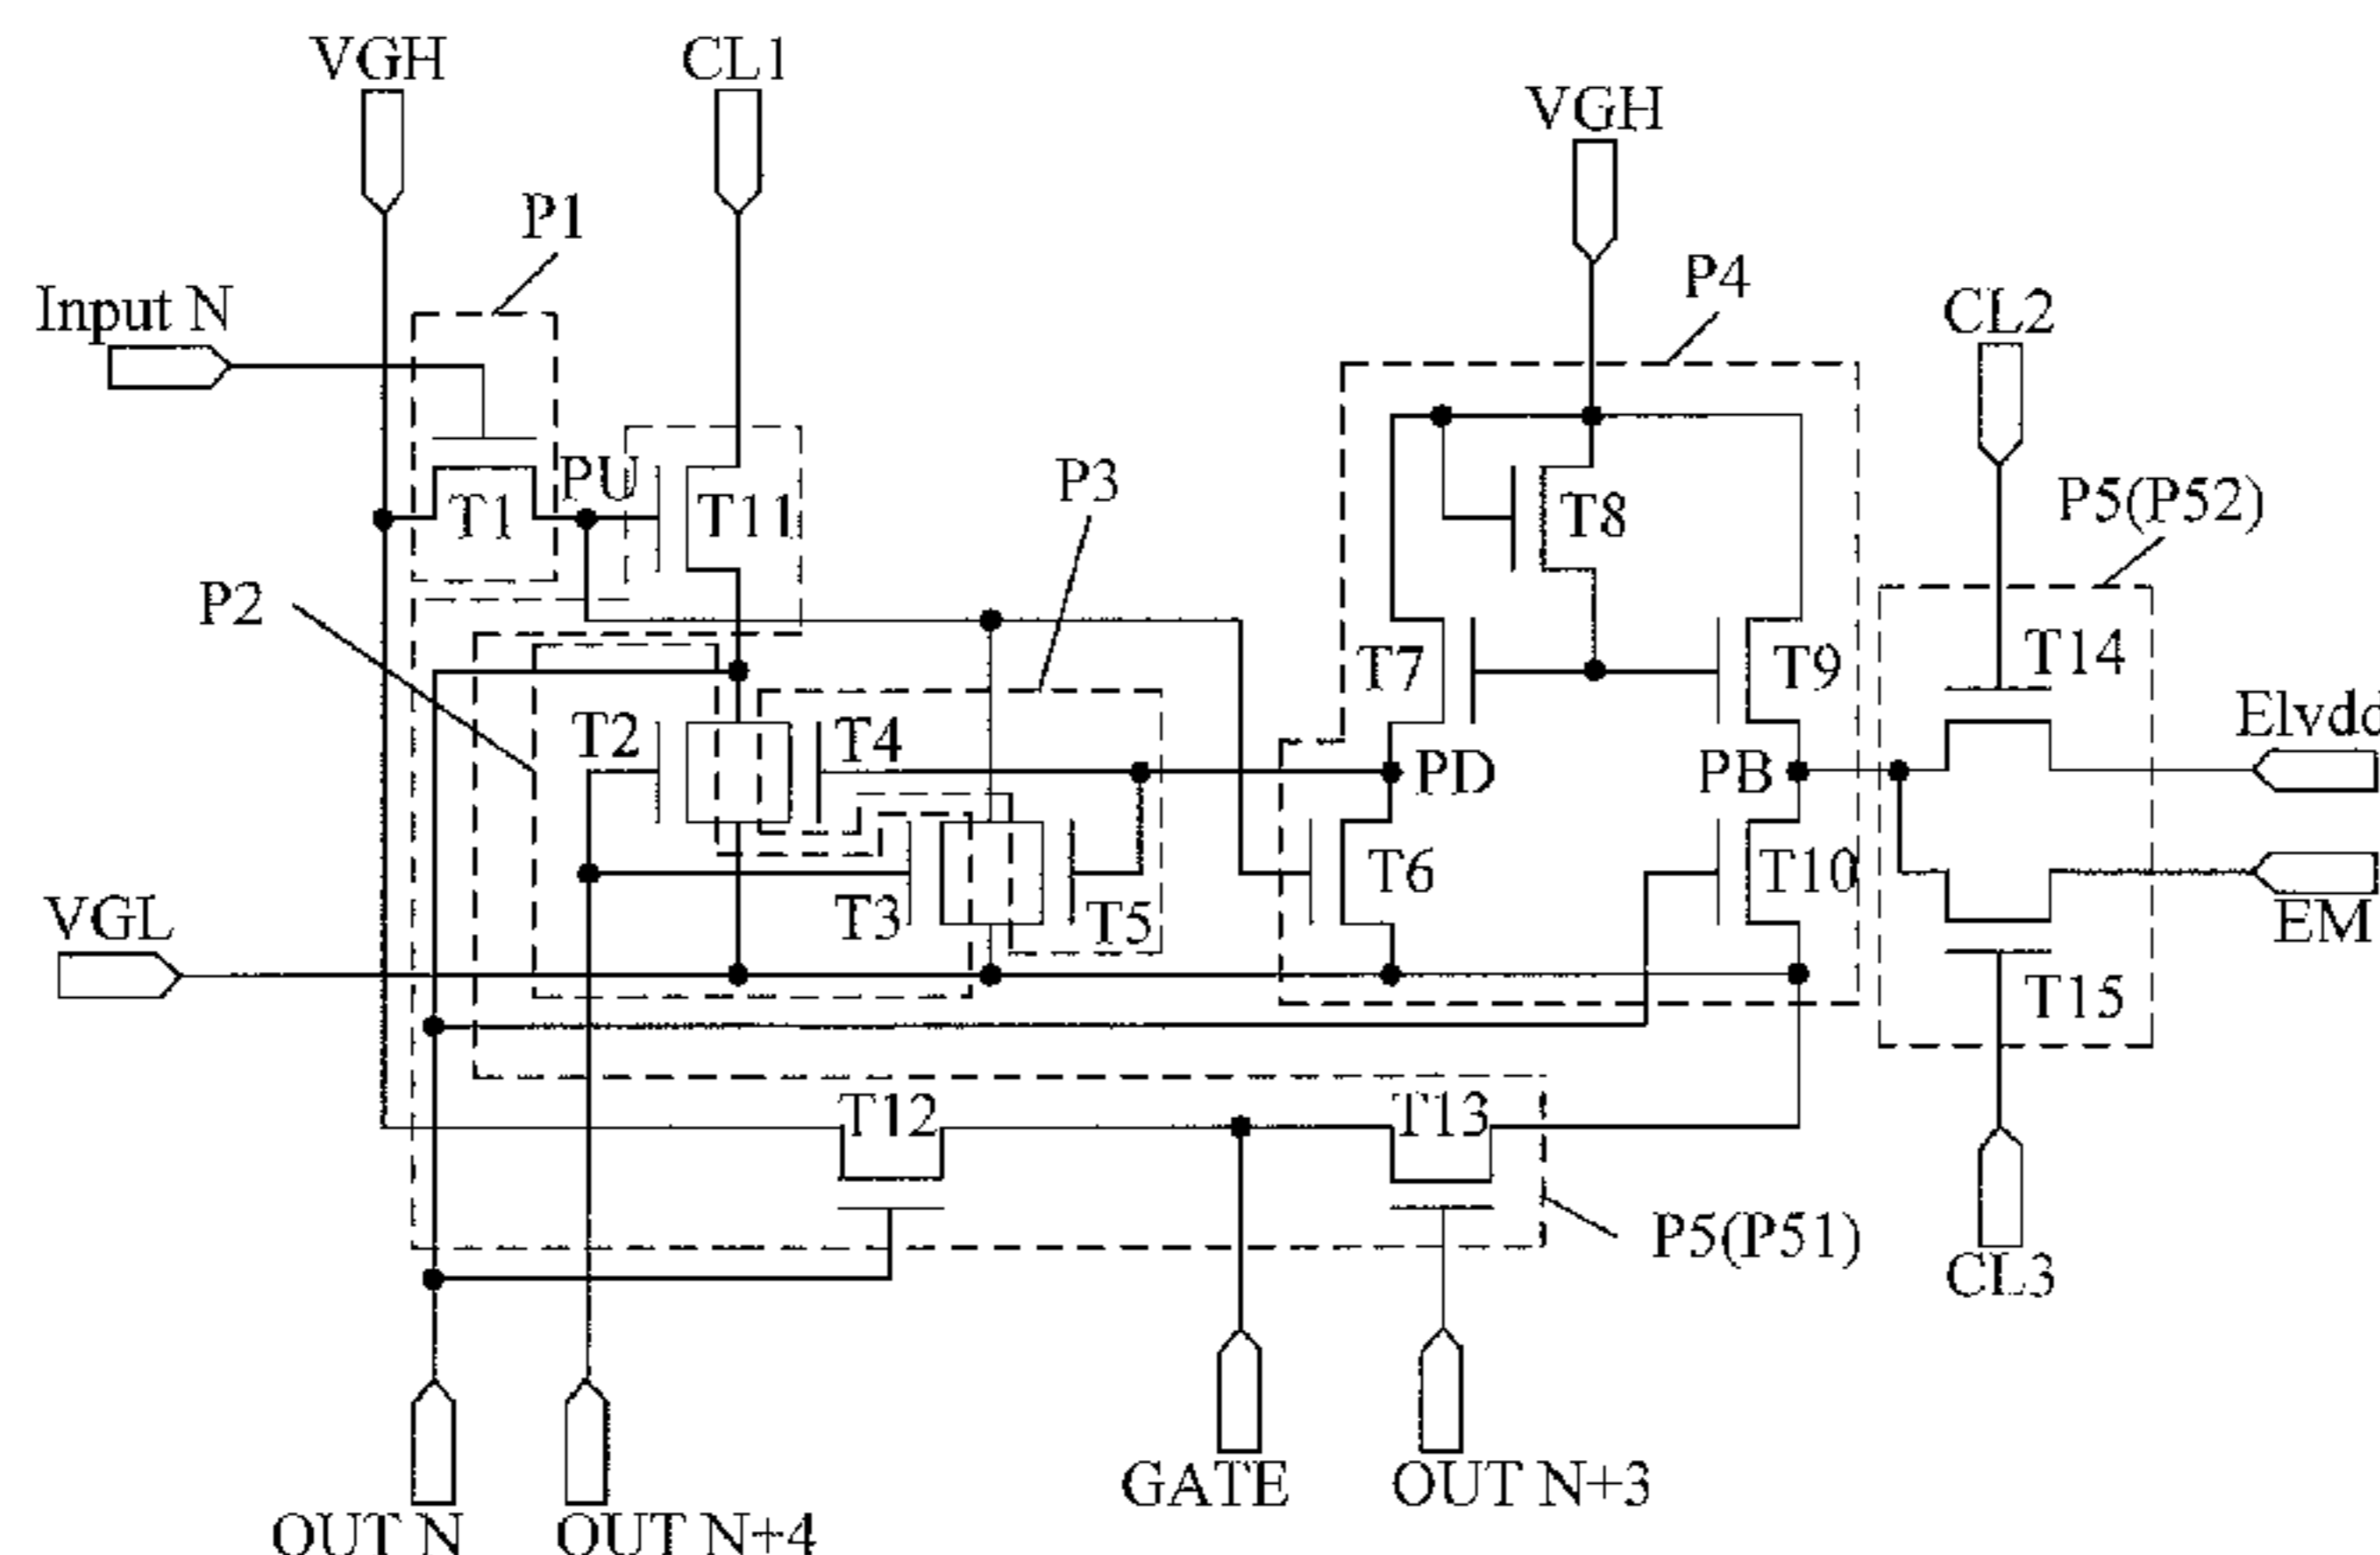 VGH
CL1
VGH
P1
P4
Input N
CL2
PU
P3
T1
T11
T8
P5(P52)
P2
T14
T7
T9
T2
T4
Elvdd
PD
PB
T6
T10
VGL
T3
T5
EM
T15
T12
T13
P5(P51)
CL3
GATE
OUT N+3
OUT N
OUT N+4